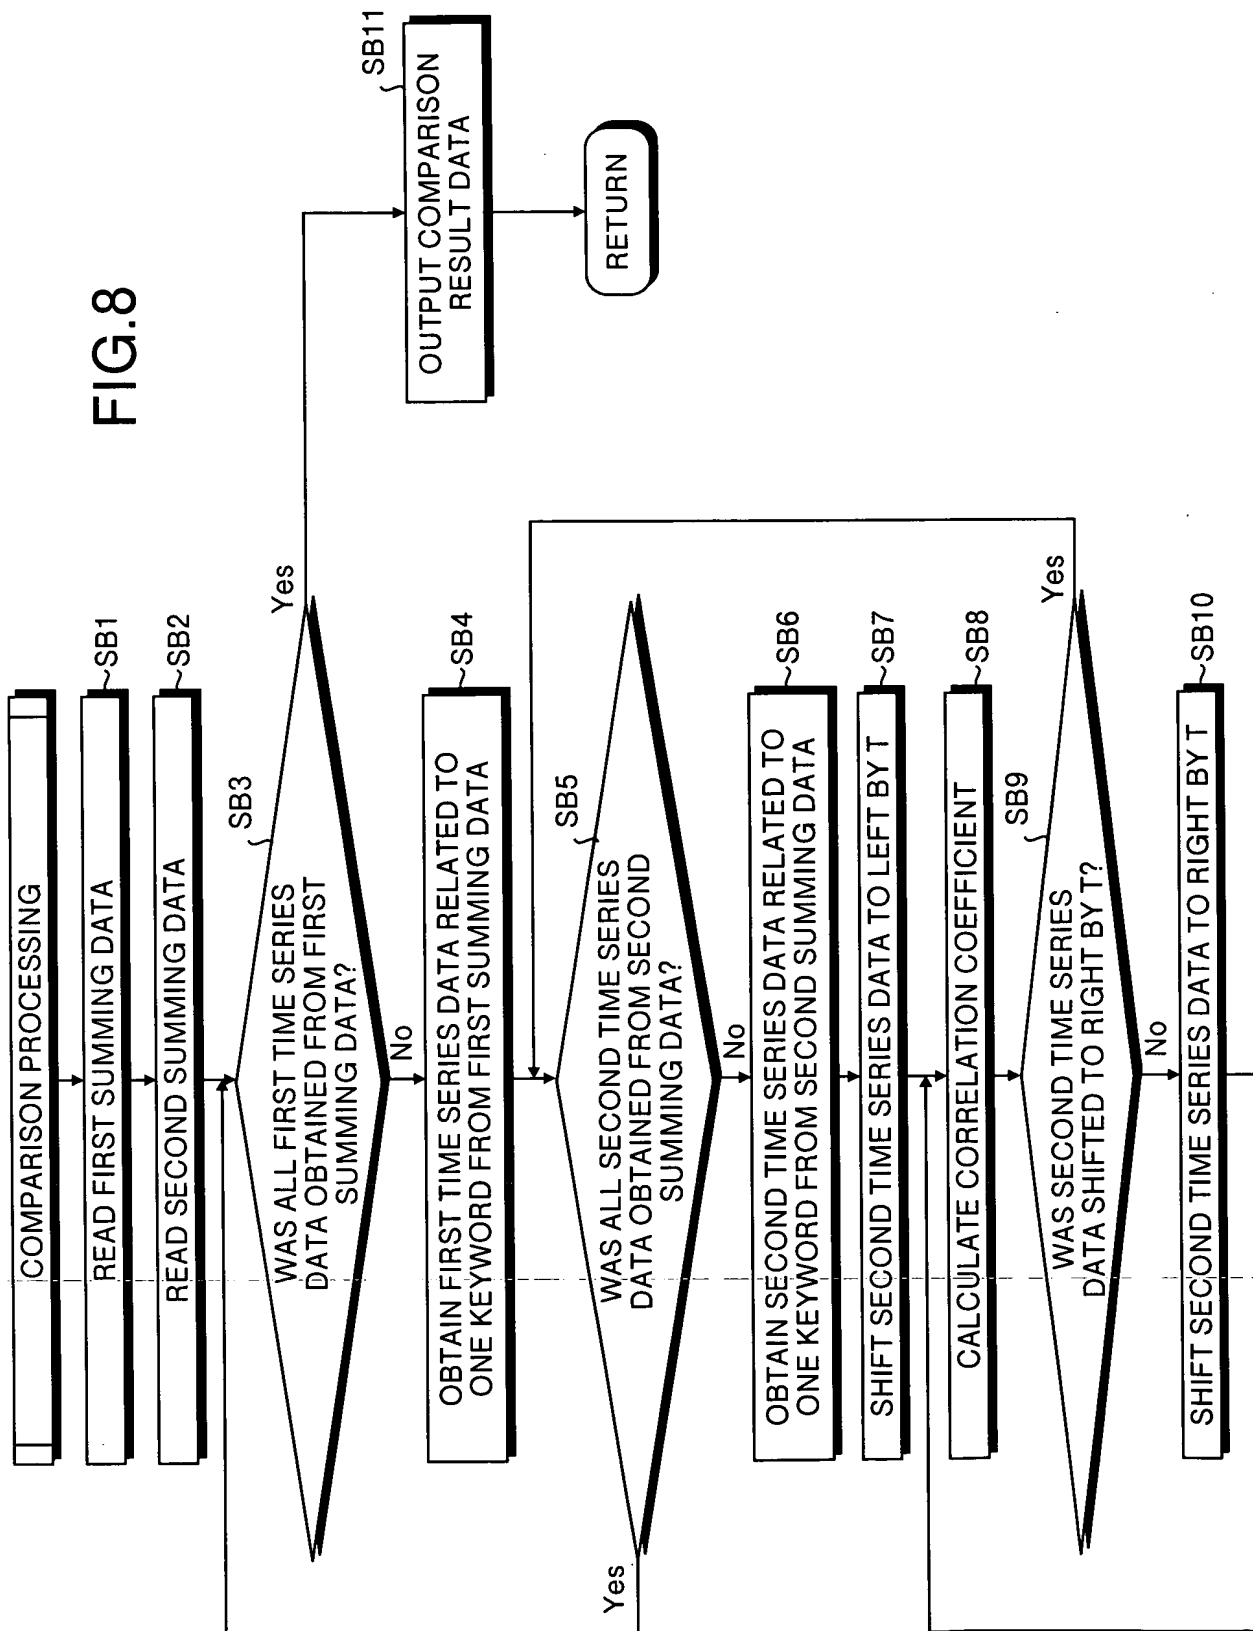 FIG.8
COMPARISON PROCESSING
READ FIRST SUMMING DATA
SB1
READ SECOND SUMMING DATA
SB2
SB3
WAS ALL FIRST TIME SERIES
DATA OBTAINED FROM FIRST
SUMMING DATA?
Yes
No
OBTAIN FIRST TIME SERIES DATA RELATED TO
ONE KEYWORD FROM FIRST SUMMING DATA
SB4
SB5
WAS ALL SECOND TIME SERIES
DATA OBTAINED FROM SECOND
SUMMING DATA?
Yes
No
OBTAIN SECOND TIME SERIES DATA RELATED TO
ONE KEYWORD FROM SECOND SUMMING DATA
SB6
SHIFT SECOND TIME SERIES DATA TO LEFT BY T
SB7
CALCULATE CORRELATION COEFFICIENT
SB8
SB9
WAS SECOND TIME SERIES
DATA SHIFTED TO RIGHT BY T?
Yes
No
SHIFT SECOND TIME SERIES DATA TO RIGHT BY T
SB10
SB11
OUTPUT COMPARISON
RESULT DATA
RETURN